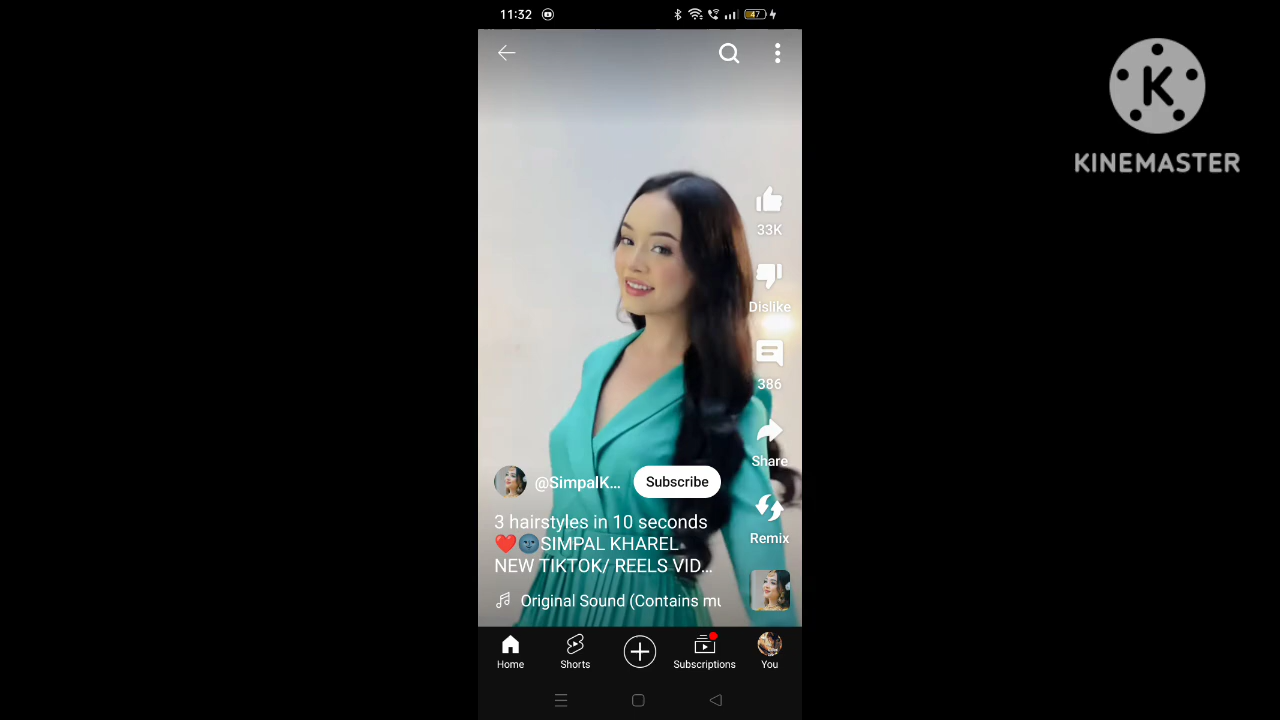 11:32
47
KINEMASTER
33K
Dislike
386
Share
@SimpalK...
Subscribe
3 hairstyles in 10 seconds
❤️🌚SIMPAL KHAREL
NEW TIKTOK/ REELS VID...
Remix
Original Sound (Contains mu
Home
Shorts
Subscriptions
You